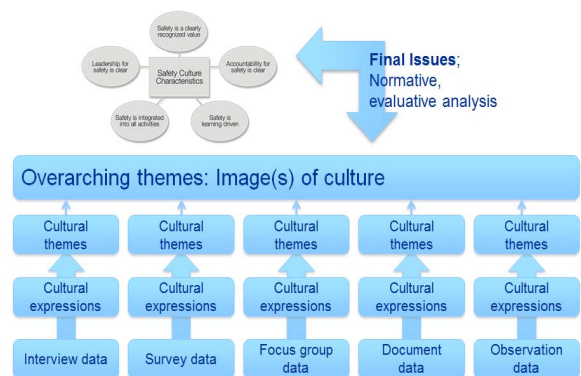 Safety is a
clearly
recognized value
Leadership for
safety is clear
Safety Culture
Characteristics
Accountability for
safety is clear
Safety is integrated
into all activities
Safety is
learning driven
Final Issues;
Normative,
evaluative analysis
Overarching themes: Image(s) of culture
Cultural
themes
Cultural
themes
Cultural
themes
Cultural
themes
Cultural
themes
Cultural
expressions
Cultural
expressions
Cultural
expressions
Cultural
expressions
Cultural
expressions
Interview data
Survey data
Focus group
data
Document
data
Observation
data